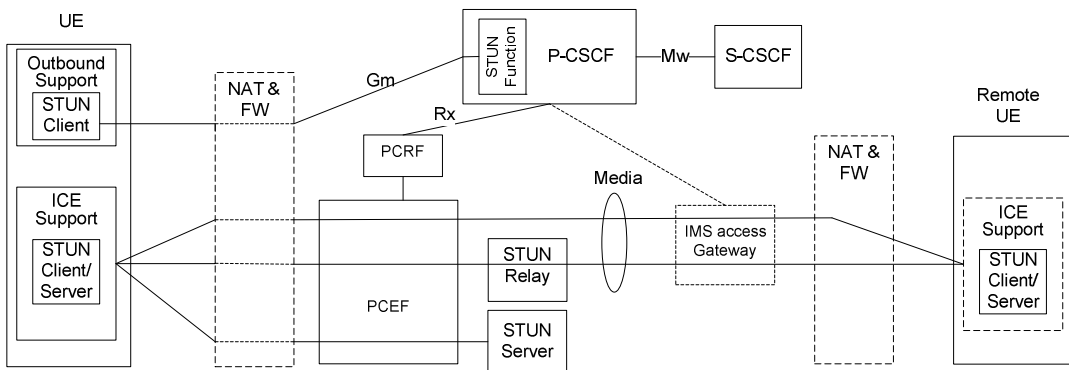 UE
Outbound
Support
STUN
Client
NAT &
FW
Gm
STUN
Function
P-CSCF
Mw
S-CSCF
Rx
PCRF
Remote
UE
NAT &
FW
Media
ICE
Support
STUN
Client/
Server
PCEF
STUN
Relay
STUN
Server
IMS access
Gateway
ICE
Support
STUN
Client/
Server